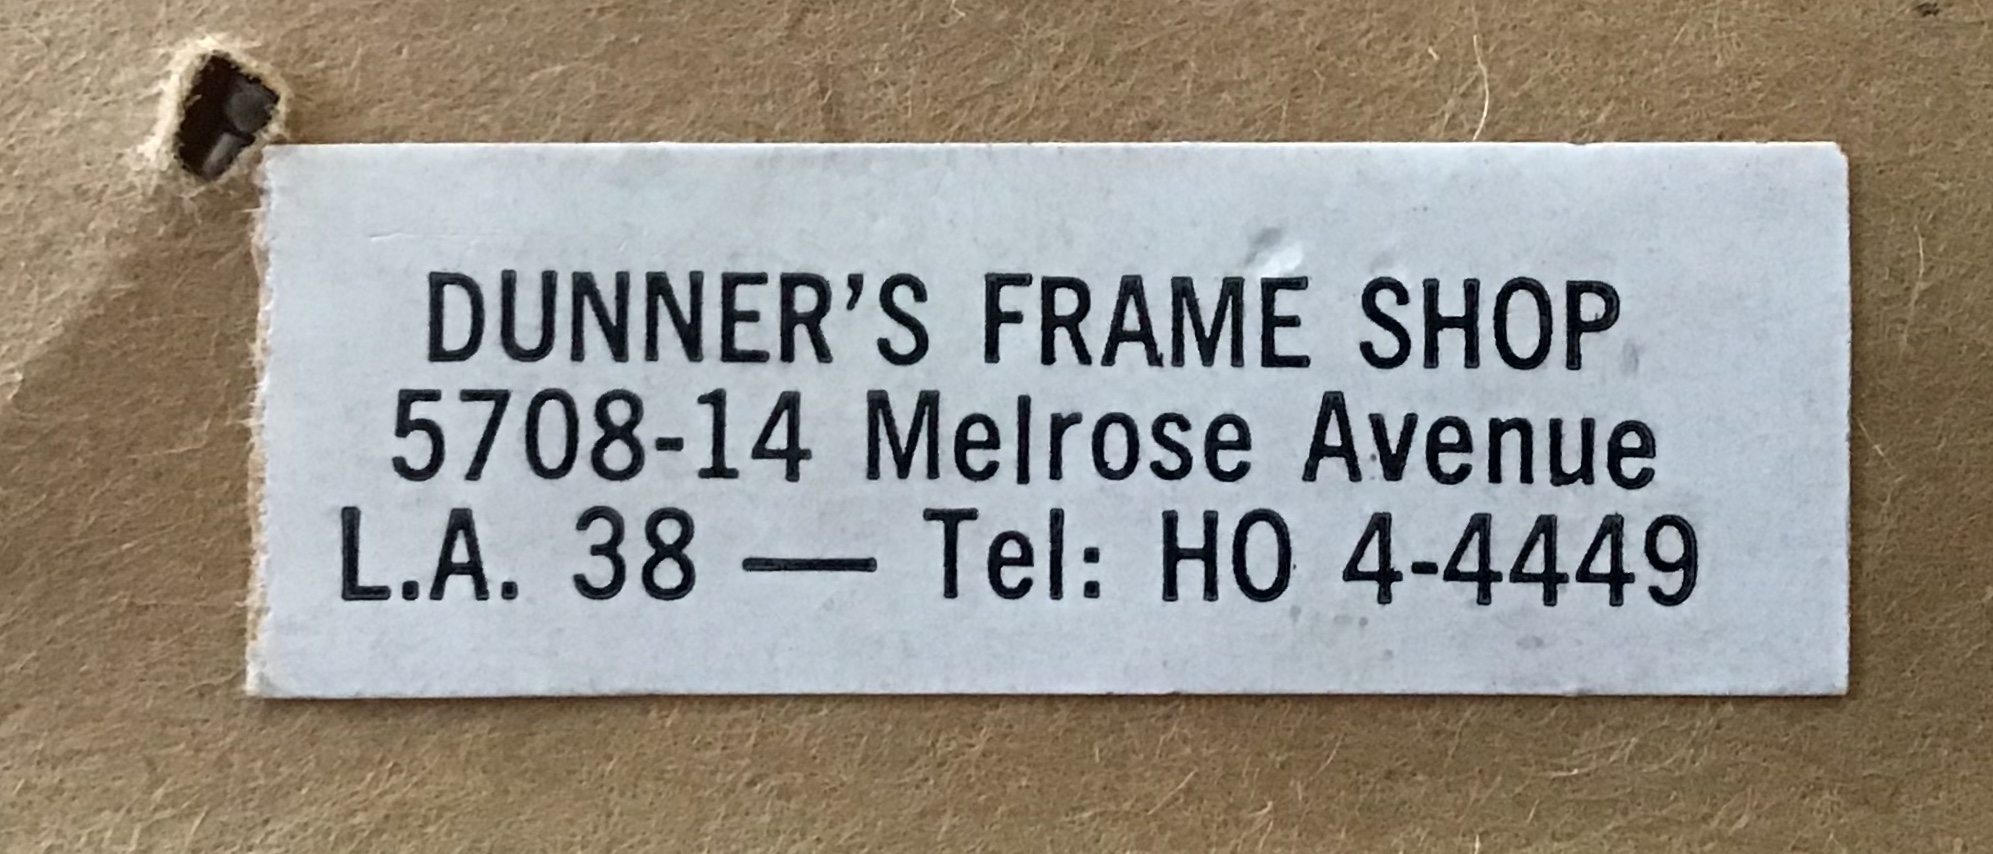 DUNNER'S FRAME SHOP
5708-14 Melrose Avenue
L.A. 38 — Tel: HO 4-4449